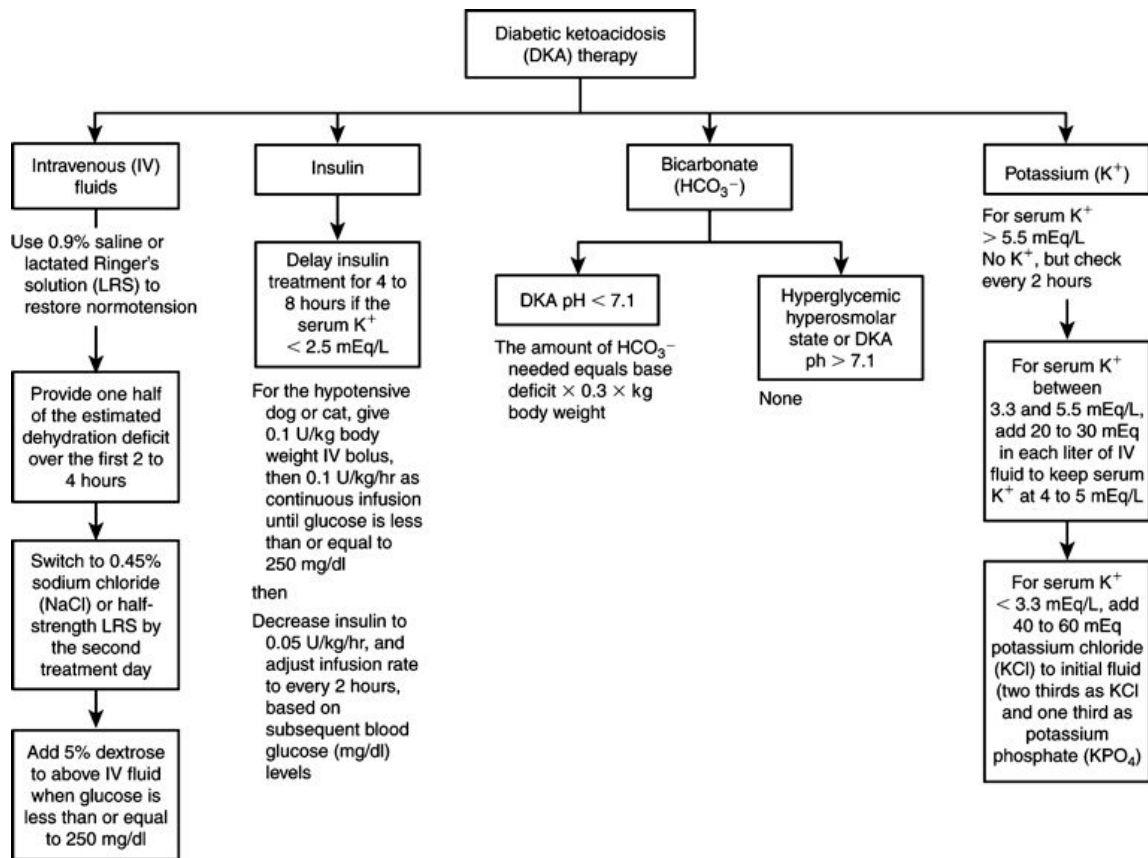 Diabetic ketoacidosis
(DKA) therapy
Intravenous (IV)
fluids
Use 0.9% saline or
lactated Ringer's
solution (LRS) to
restore normotension
Provide one half
of the estimated
dehydration deficit
over the first 2 to
4 hours
Switch to 0.45%
sodium chloride
(NaCl) or half-
strength LRS by
the second
treatment day
Add 5% dextrose
to above IV fluid
when glucose is
less than or equal
to 250 mg/dl
Insulin
Delay insulin
treatment for 4 to
8 hours if the
serum K+
< 2.5 mEq/L
For the hypotensive
dog or cat, give
0.1 U/kg body
weight IV bolus,
then 0.1 U/kg/hr as
continuous infusion
until glucose is less
than or equal to
250 mg/dl
then
Decrease insulin to
0.05 U/kg/hr, and
adjust infusion rate
to every 2 hours,
based on
subsequent blood
glucose (mg/dl)
levels
Bicarbonate
(HCO₃⁻)
DKA pH < 7.1
The amount of HCO₃⁻
needed equals base
deficit × 0.3 × kg
body weight
Hyperglycemic
hyperosmolar
state or DKA
ph > 7.1
None
Potassium (K⁺)
For serum K⁺
> 5.5 mEq/L
No K⁺, but check
every 2 hours
For serum K⁺
between
3.3 and 5.5 mEq/L,
add 20 to 30 mEq
in each liter of IV
fluid to keep serum
K⁺ at 4 to 5 mEq/L
For serum K⁺
< 3.3 mEq/L, add
40 to 60 mEq
potassium chloride
(KCl) to initial fluid
(two thirds as KCl
and one third as
potassium
phosphate (KPO₄)